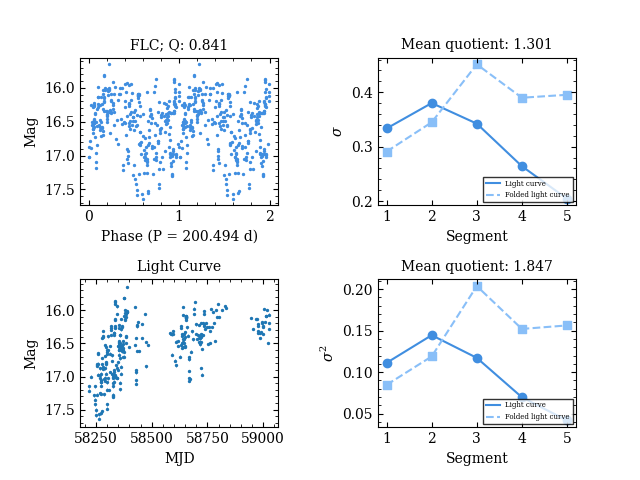 FLC; Q: 0.841
Mag
16.0
16.5
17.0
17.5
0
1
2
Phase (P = 200.494 d)
Mean quotient: 1.301
σ
0.4
0.3
0.2
1
2
3
4
5
Light curve
Folded light curve
Segment
Light Curve
Mag
16.0
16.5
17.0
17.5
58250
58500
58750
59000
MJD
Mean quotient: 1.847
σ²
0.20
0.15
0.10
0.05
1
2
3
4
5
Light curve
Folded light curve
Segment